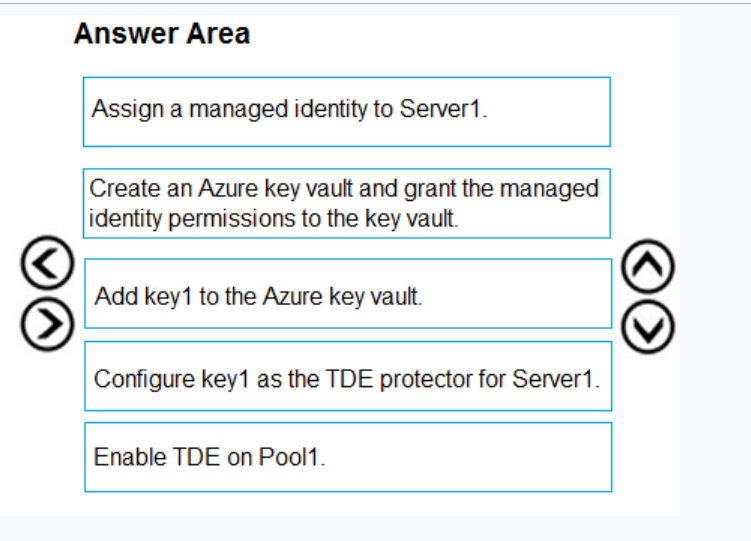 Answer Area
Assign a managed identity to Server1.
Create an Azure key vault and grant the managed
identity permissions to the key vault.
Add key1 to the Azure key vault.
Configure key1 as the TDE protector for Server1.
Enable TDE on Pool1.